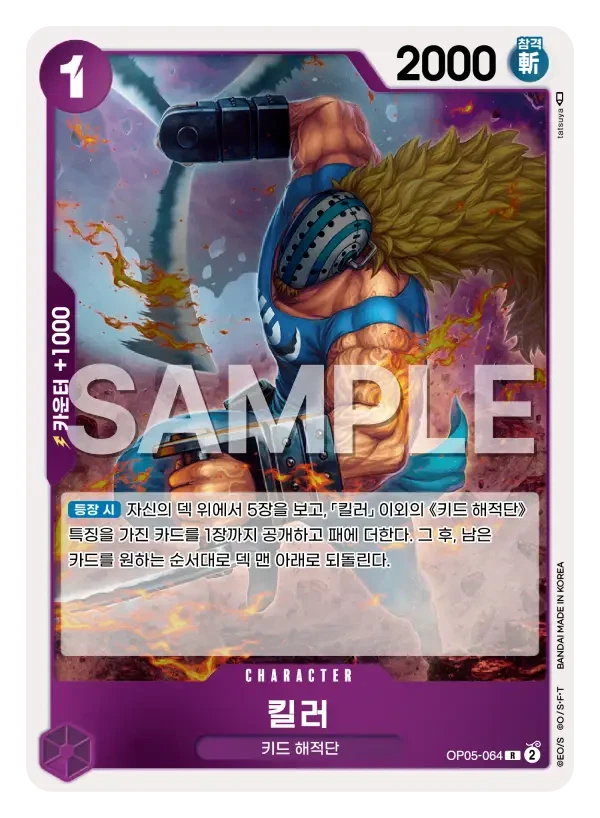 1
2000
참격
斬
tatsuya
카운터 +1000
SAMPLE
등장 시 자신의 덱 위에서 5장을 보고, 「킬러」 이외의 《키드 해적단》
특징을 가진 카드를 1장까지 공개하고 패에 더한다. 그 후, 남은
카드를 원하는 순서대로 덱 맨 아래로 되돌린다.
CHARACTER
킬러
키드 해적단
OP05-064 R 2
©EO/S ©O/S·F·T BANDAI MADE IN KOREA